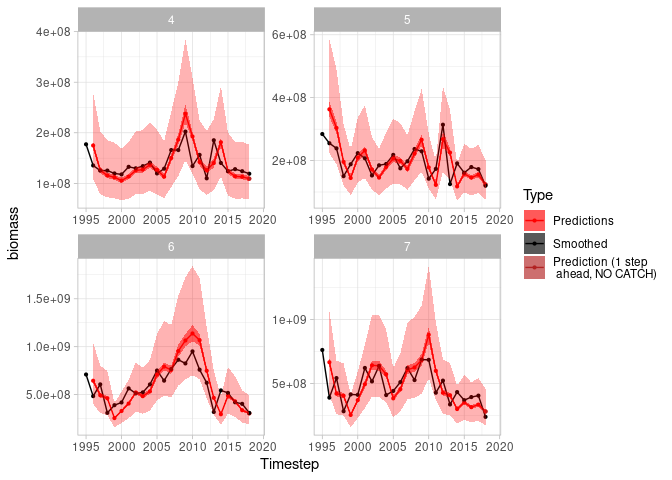 4
5
4e+08
3e+08
2e+08
1e+08
6e+08
4e+08
2e+08
1995 2000 2005 2010 2015 2020
1995 2000 2005 2010 2015 2020
biomass
6
7
1.5e+09
1.0e+09
5.0e+08
1e+09
5e+08
1995 2000 2005 2010 2015 2020
1995 2000 2005 2010 2015 2020
Timestep
Type
Predictions
Smoothed
Prediction (1 step
ahead, NO CATCH)